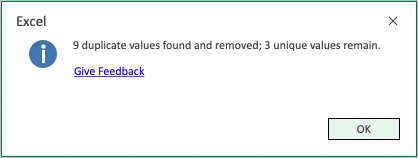 Excel
9 duplicate values found and removed; 3 unique values remain.
Give Feedback
OK